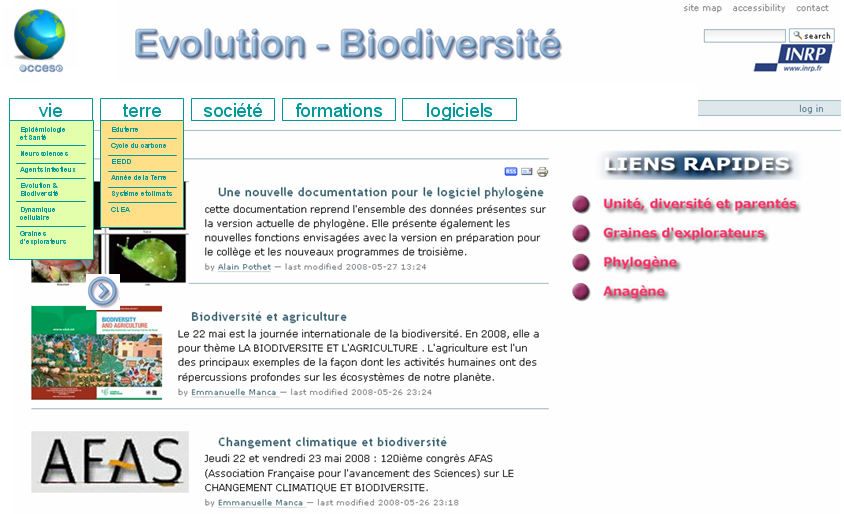 site map accessibility contact
acceso
Evolution - Biodiversité
search
INRP
www.inrp.fr
vie terre société formations logiciels
log in
Epidémiologie
et Santé
Neurosciences
Agents infectieux
Evolution &
Biodiversité
Dynamique
cellulaire
Graines
d'explorateurs
Eduterre
Cycle du carbone
EEDD
Année de la Terre
Système et climats
CLEA
RSS
Une nouvelle documentation pour le logiciel phylogène
cette documentation reprend l'ensemble des données présentes sur
la version actuelle de phylogène. Elle présente également les
nouvelles fonctions envisagées avec la version en préparation pour
le collège et les nouveaux programmes de troisième.
by Alain Pothet — last modified 2008-05-27 13:24
BIODIVERSITY
AND AGRICULTURE
Biodiversité et agriculture
Le 22 mai est la journée internationale de la biodiversité. En 2008, elle a
pour thème LA BIODIVERSITE ET L'AGRICULTURE . L'agriculture est l'un
des principaux exemples de la façon dont les activités humaines ont des
répercussions profondes sur les écosystèmes de notre planète.
by Emmanuelle Manca — last modified 2008-05-26 23:24
AFAS
Changement climatique et biodiversité
Jeudi 22 et vendredi 23 mai 2008 : 120ième congrès AFAS
(Association Française pour l'avancement des Sciences) sur LE
CHANGEMENT CLIMATIQUE ET BIODIVERSITE.
by Emmanuelle Manca — last modified 2008-05-26 23:18
LIENS RAPIDES
Unité, diversité et parentés
Graines d'explorateurs
Phylogène
Anagène